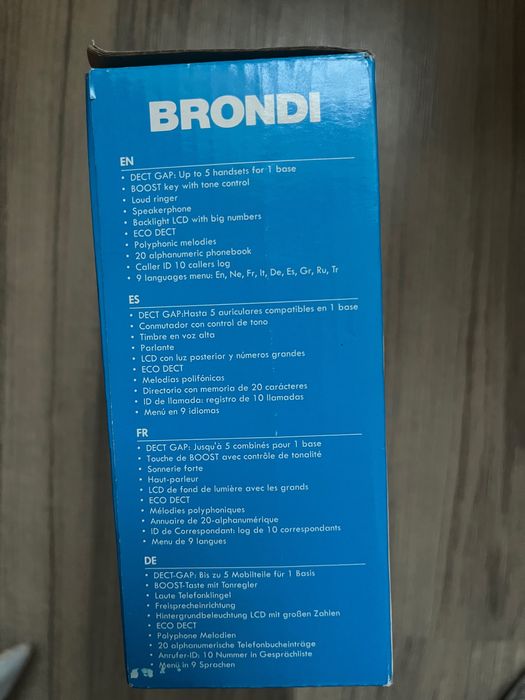 BRONDI
EN
• DECT GAP: Up to 5 handsets for 1 base
• BOOST key with tone control
• Loud ringer
• Speakerphone
• Backlight LCD with big numbers
• ECO DECT
• Polyphonic melodies
• 20 alphanumeric phonebook
• Caller ID 10 callers log
• 9 languages menu: En, Ne, Fr, It, De, Es, Gr, Ru, Tr
ES
• DECT GAP:Hasta 5 auriculares compatibles en 1 base
• Conmutador con control de tono
• Timbre en voz alta
• Parlante
• LCD con luz posterior y números grandes
• ECO DECT
• Melodías polifónicas
• Directorio con memoria de 20 carácteres
• ID de llamada: registro de 10 llamadas
• Menú en 9 idiomas
FR
• DECT GAP: Jusqu'à 5 combinés pour 1 base
• Touche de BOOST avec contrôle de tonalité
• Sonnerie forte
• Haut-parleur
• LCD de fond de lumière avec les grands
• ECO DECT
• Mélodies polyphoniques
• Annuaire de 20-alphanumérique
• ID de Correspondant: log de 10 correspondants
• Menu de 9 langues
DE
• DECT-GAP: Bis zu 5 Mobilteile für 1 Basis
• BOOST-Taste mit Tonregler
• Laute Telefonklingel
• Freisprecheinrichtung
• Hintergrundbeleuchtung LCD mit großen Zahlen
• ECO DECT
• Polyphone Melodien
• 20 alphanumerische Telefonbucheinträge
• Anrufer-ID: 10 Nummer in Gesprächliste
• Menü in 9 Sprachen